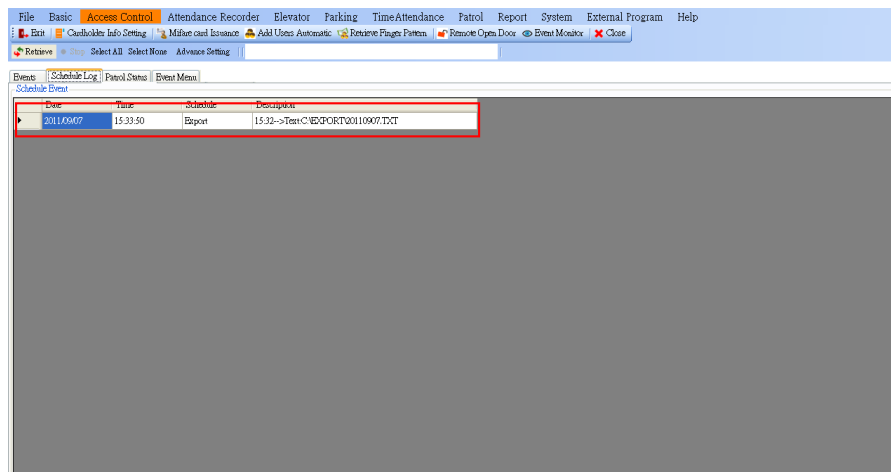 File Basic Access Control Attendance Recorder Elevator Parking TimeAttendance Patrol Report System External Program Help
Exit Cardholder Info Setting Mifare card Issuance Add Users Automatic Retrieve Finger Pattern Remote Open Door Event Monitor Close
Retrieve Stop Select All Select None Advance Setting
Events Schedule Log Patrol Status Event Menu
Schedule Event
Date Time Schedule Description
2011/09/07 15:33:50 Export 15:32-->Text:C:\EXPORT\20110907.TXT